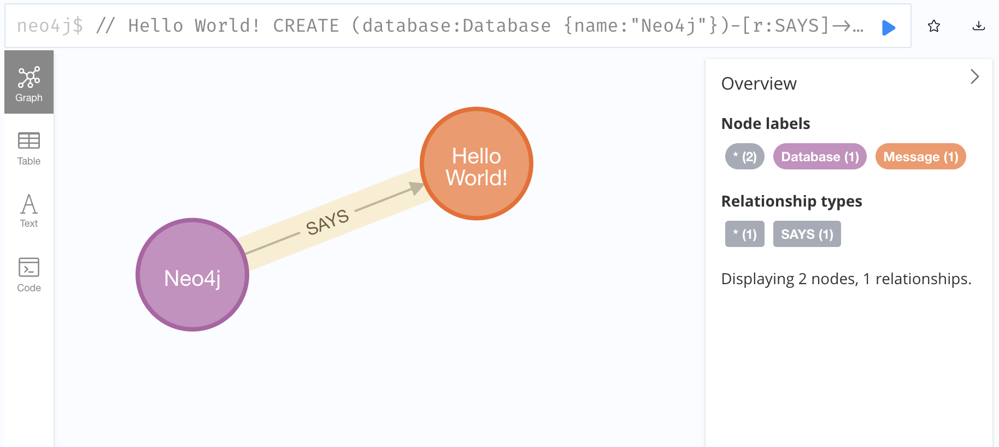 neo4j$ // Hello World! CREATE (database:Database {name:"Neo4j"})-[r:SAYS]->…
Graph
Table
Text
Code
Hello
World!
SAYS
Neo4j
Overview
Node labels
* (2) Database (1) Message (1)
Relationship types
* (1) SAYS (1)
Displaying 2 nodes, 1 relationships.